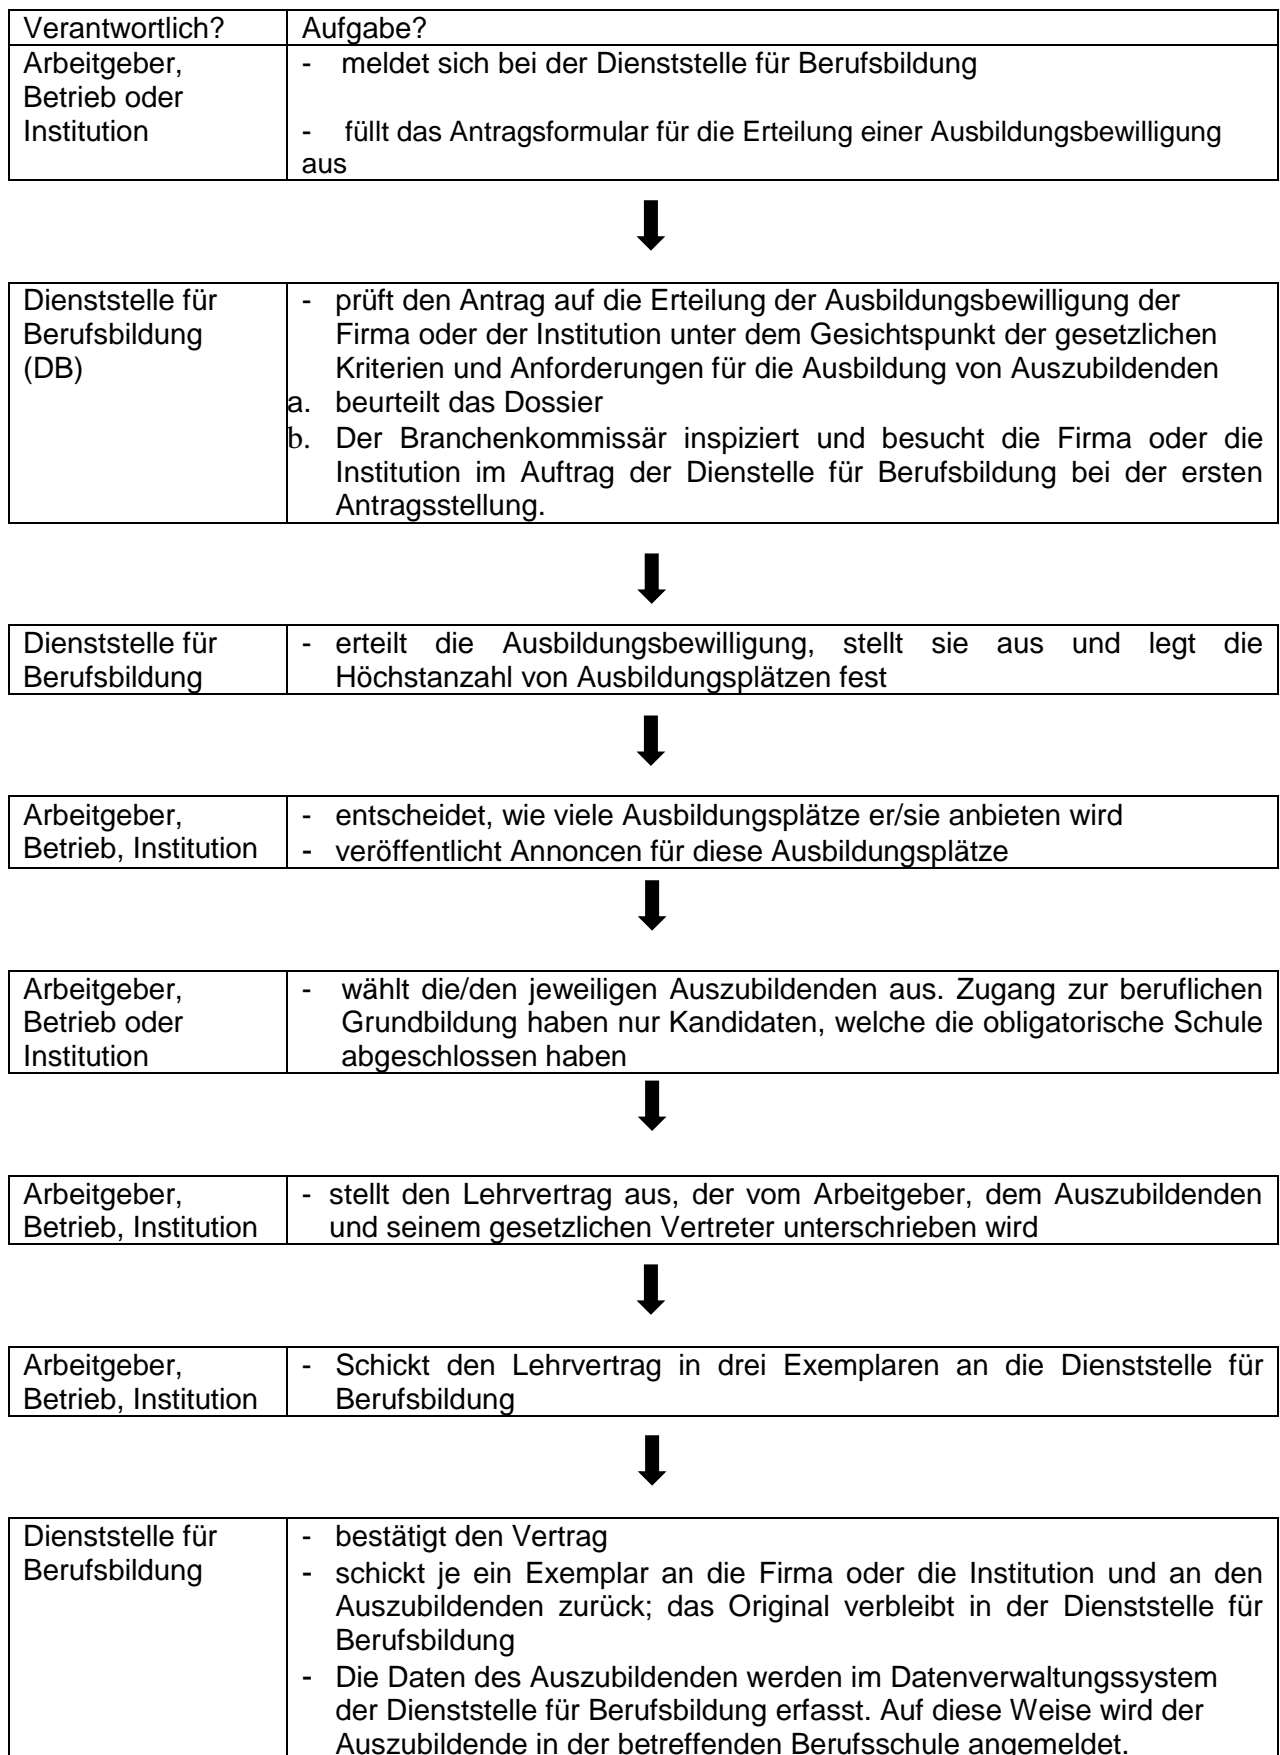 Verantwortlich?
Aufgabe?
Arbeitgeber,
Betrieb oder
Institution
- meldet sich bei der Dienststelle für Berufsbildung
- füllt das Antragsformular für die Erteilung einer Ausbildungsbewilligung
aus
Dienststelle für
Berufsbildung
(DB)
- prüft den Antrag auf die Erteilung der Ausbildungsbewilligung der
Firma oder der Institution unter dem Gesichtspunkt der gesetzlichen
Kriterien und Anforderungen für die Ausbildung von Auszubildenden
a. beurteilt das Dossier
b. Der Branchenkommissär inspiziert und besucht die Firma oder die
Institution im Auftrag der Dienstelle für Berufsbildung bei der ersten
Antragsstellung.
Dienststelle für
Berufsbildung
- erteilt die Ausbildungsbewilligung, stellt sie aus und legt die
Höchstanzahl von Ausbildungsplätzen fest
Arbeitgeber,
Betrieb, Institution
- entscheidet, wie viele Ausbildungsplätze er/sie anbieten wird
- veröffentlicht Annoncen für diese Ausbildungsplätze
Arbeitgeber,
Betrieb oder
Institution
- wählt die/den jeweiligen Auszubildenden aus. Zugang zur beruflichen
Grundbildung haben nur Kandidaten, welche die obligatorische Schule
abgeschlossen haben
Arbeitgeber,
Betrieb, Institution
- stellt den Lehrvertrag aus, der vom Arbeitgeber, dem Auszubildenden
und seinem gesetzlichen Vertreter unterschrieben wird
Arbeitgeber,
Betrieb, Institution
- Schickt den Lehrvertrag in drei Exemplaren an die Dienststelle für
Berufsbildung
Dienststelle für
Berufsbildung
- bestätigt den Vertrag
- schickt je ein Exemplar an die Firma oder die Institution und an den
Auszubildenden zurück; das Original verbleibt in der Dienststelle für
Berufsbildung
- Die Daten des Auszubildenden werden im Datenverwaltungssystem
der Dienststelle für Berufsbildung erfasst. Auf diese Weise wird der
Auszubildende in der betreffenden Berufsschule angemeldet.